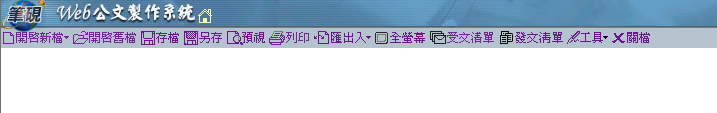 筆硯 Web公文製作系統
開啓新檔 開啓舊檔 存檔 另存 預視 列印 匯出入 全螢幕 受文清單 發文清單 工具 關檔